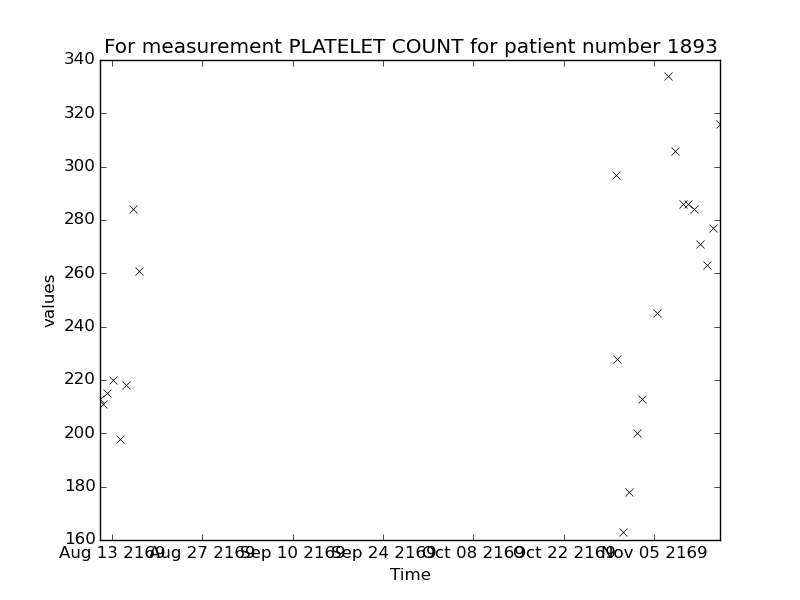 For measurement PLATELET COUNT for patient number 1893
340
320
300
280
260
240
220
200
180
160
values
Aug 13 2169 Aug 27 2169 Sep 10 2169 Sep 24 2169 Oct 08 2169 Oct 22 2169 Nov 05 2169
Time